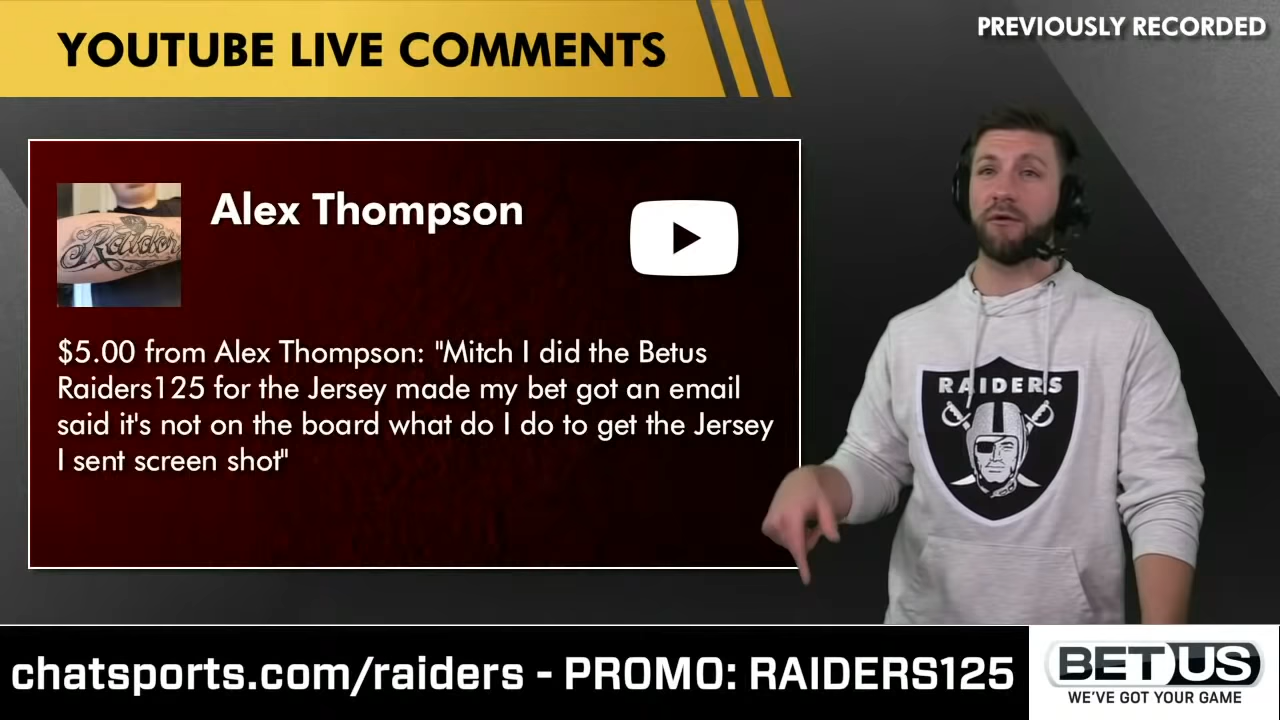 YOUTUBE LIVE COMMENTS
PREVIOUSLY RECORDED
Alex Thompson
Raiders
$5.00 from Alex Thompson: "Mitch I did the Betus
Raiders125 for the Jersey made my bet got an email
said it's not on the board what do I do to get the Jersey
I sent screen shot"
RAIDERS
chatsports.com/raiders - PROMO: RAIDERS125
BETUS
WE'VE GOT YOUR GAME